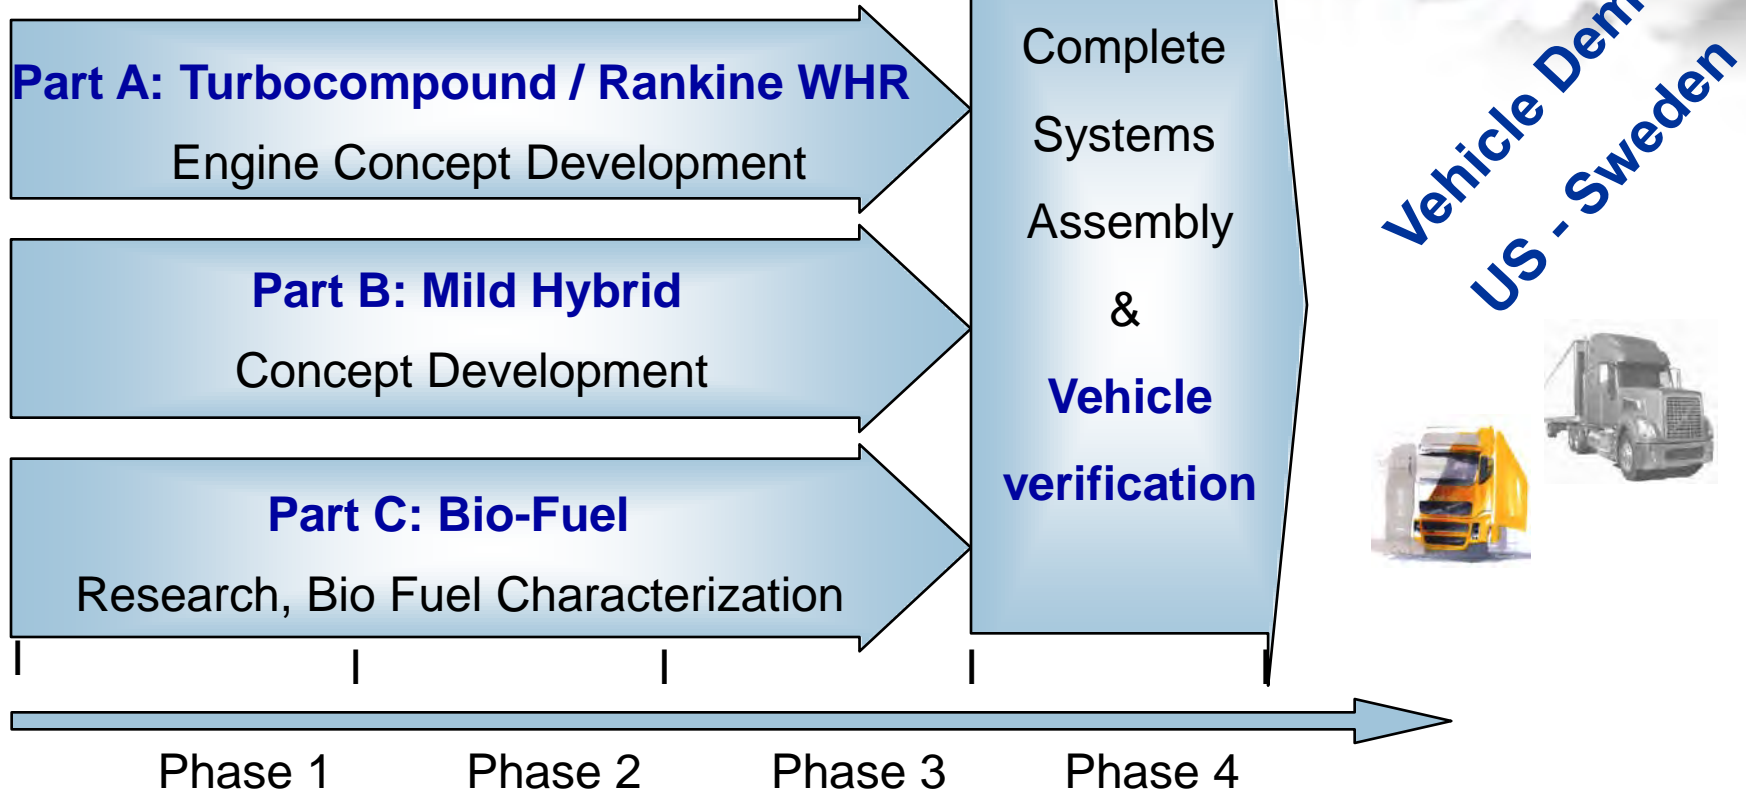 Part A: Turbocompound / Rankine WHR
Engine Concept Development
Part B: Mild Hybrid
Concept Development
Part C: Bio-Fuel
Research, Bio Fuel Characterization
Complete
Systems
Assembly
&
Vehicle
verification
Vehicle
US - Sweden
Phase 1
Phase 2
Phase 3
Phase 4